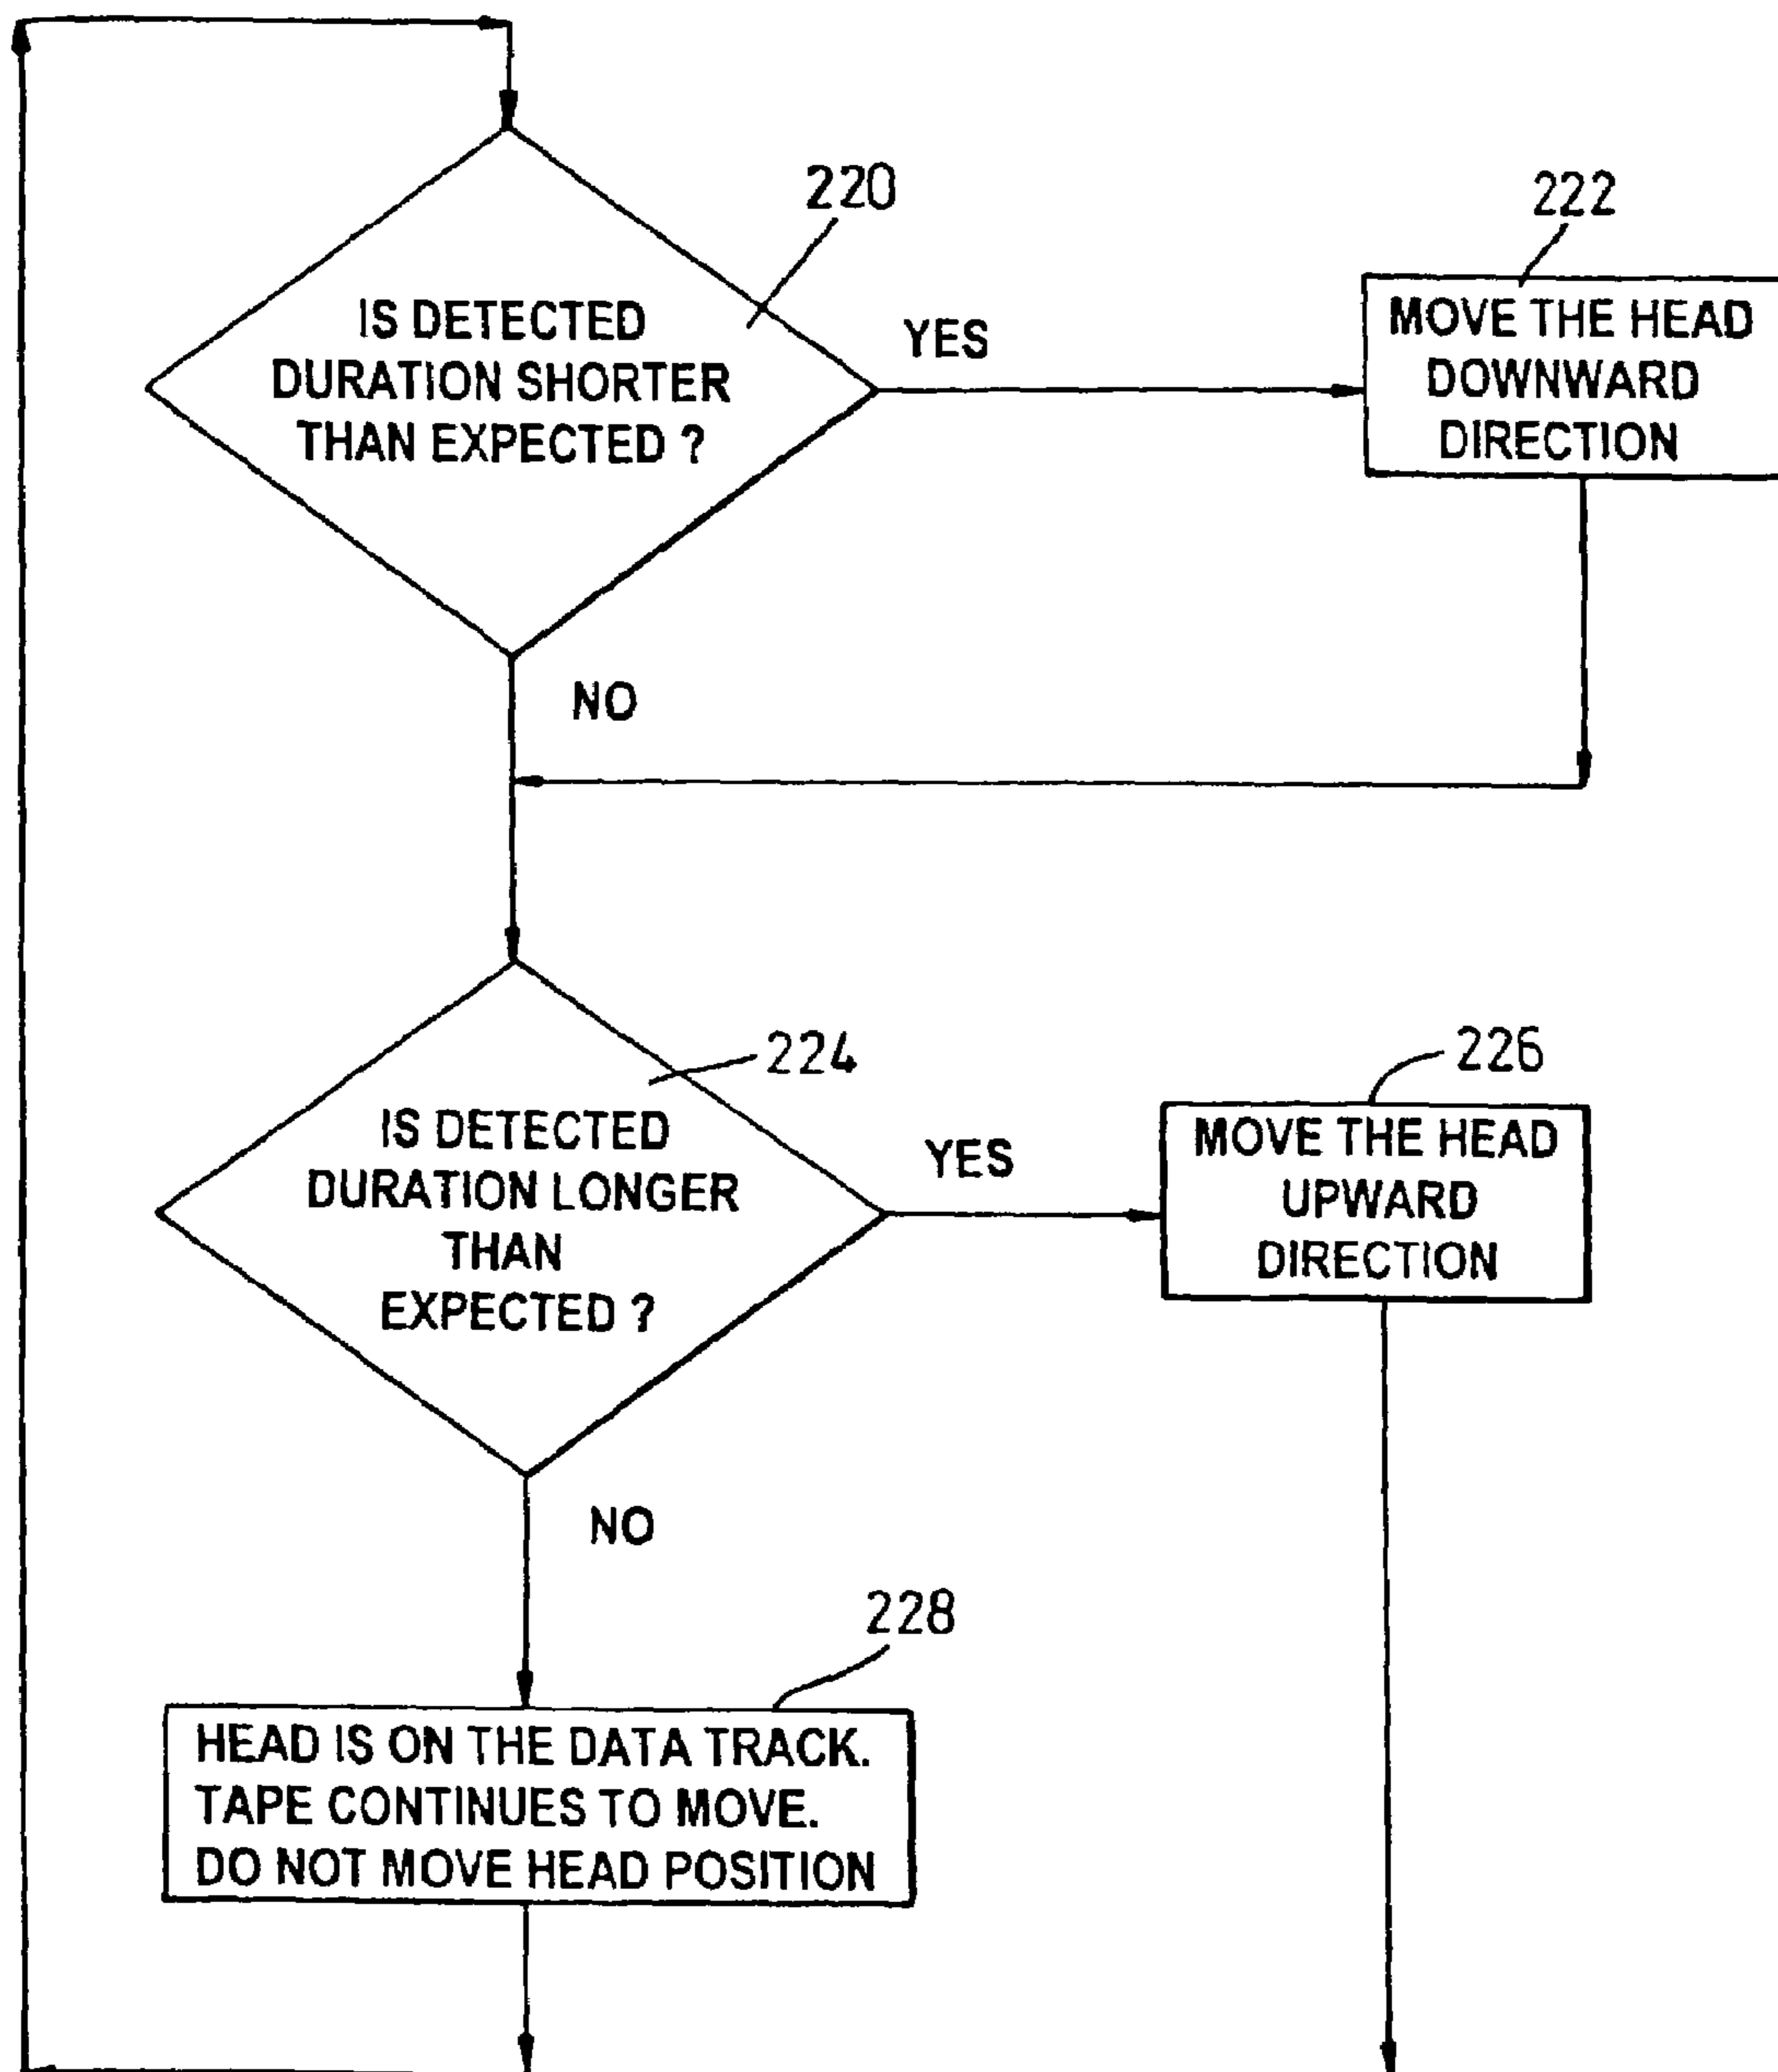 220
222
IS DETECTED
DURATION SHORTER
THAN EXPECTED ?
YES
MOVE THE HEAD
DOWNWARD
DIRECTION
NO
224
226
IS DETECTED
DURATION LONGER
THAN
EXPECTED ?
YES
MOVE THE HEAD
UPWARD
DIRECTION
NO
228
HEAD IS ON THE DATA TRACK.
TAPE CONTINUES TO MOVE.
DO NOT MOVE HEAD POSITION